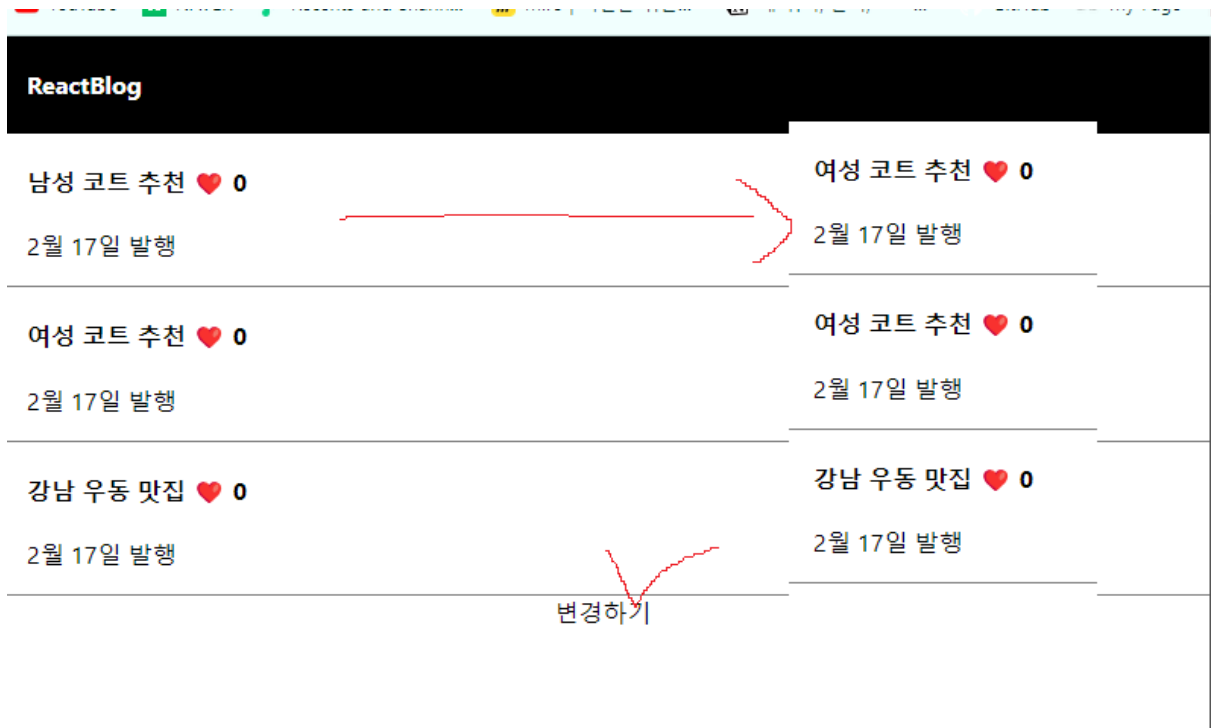 ReactBlog
남성 코트 추천 ❤️ 0
2월 17일 발행
여성 코트 추천 ❤️ 0
2월 17일 발행
강남 우동 맛집 ❤️ 0
2월 17일 발행
여성 코트 추천 ❤️ 0
2월 17일 발행
여성 코트 추천 ❤️ 0
2월 17일 발행
강남 우동 맛집 ❤️ 0
2월 17일 발행
변경하기